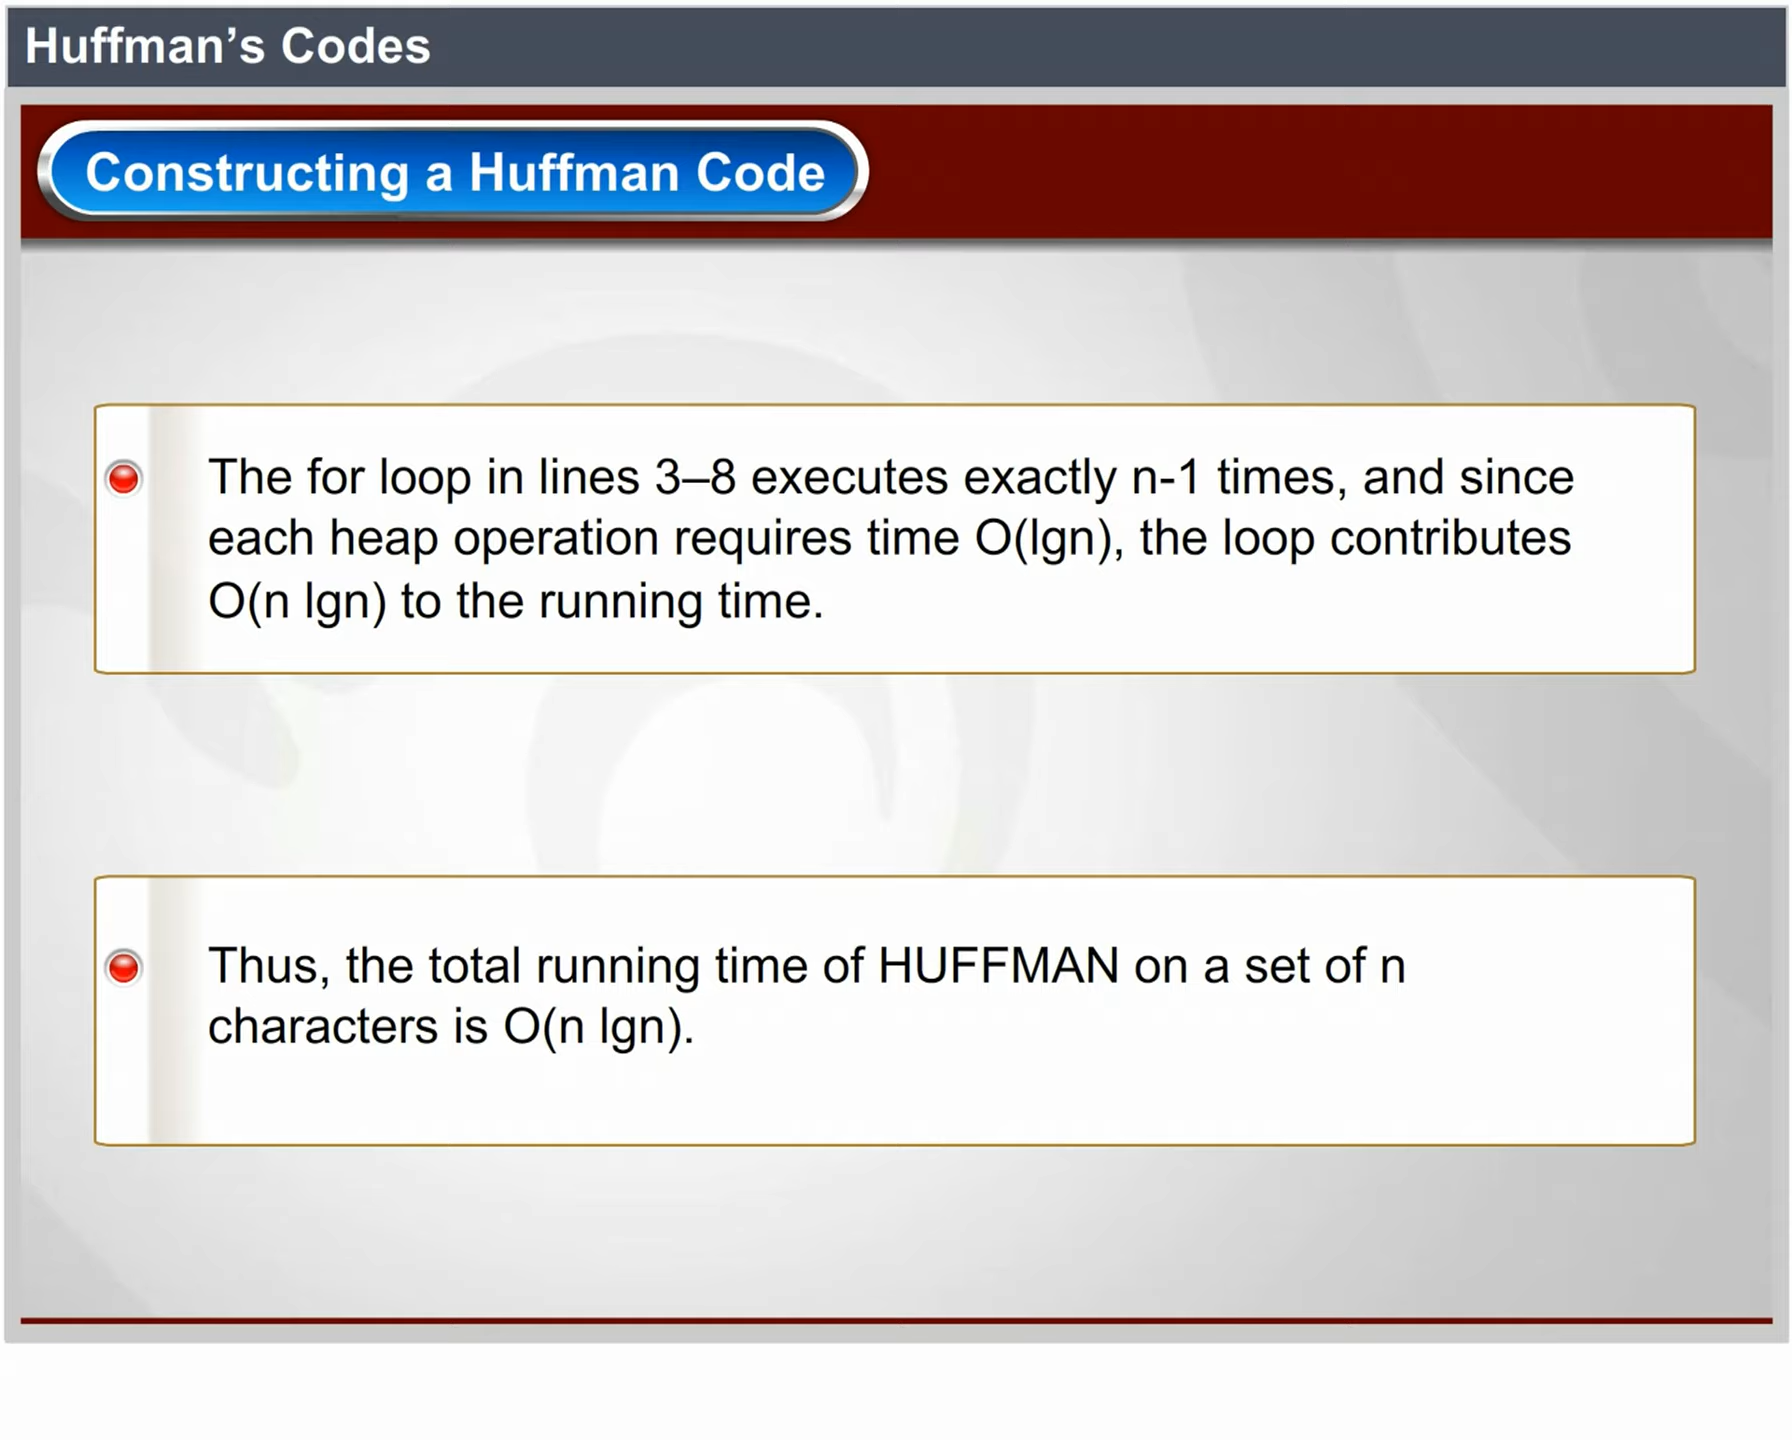 Huffman’s Codes
Constructing a Huffman Code
The for loop in lines 3–8 executes exactly n-1 times, and since
each heap operation requires time O(lgn), the loop contributes
O(n lgn) to the running time.
Thus, the total running time of HUFFMAN on a set of n
characters is O(n lgn).